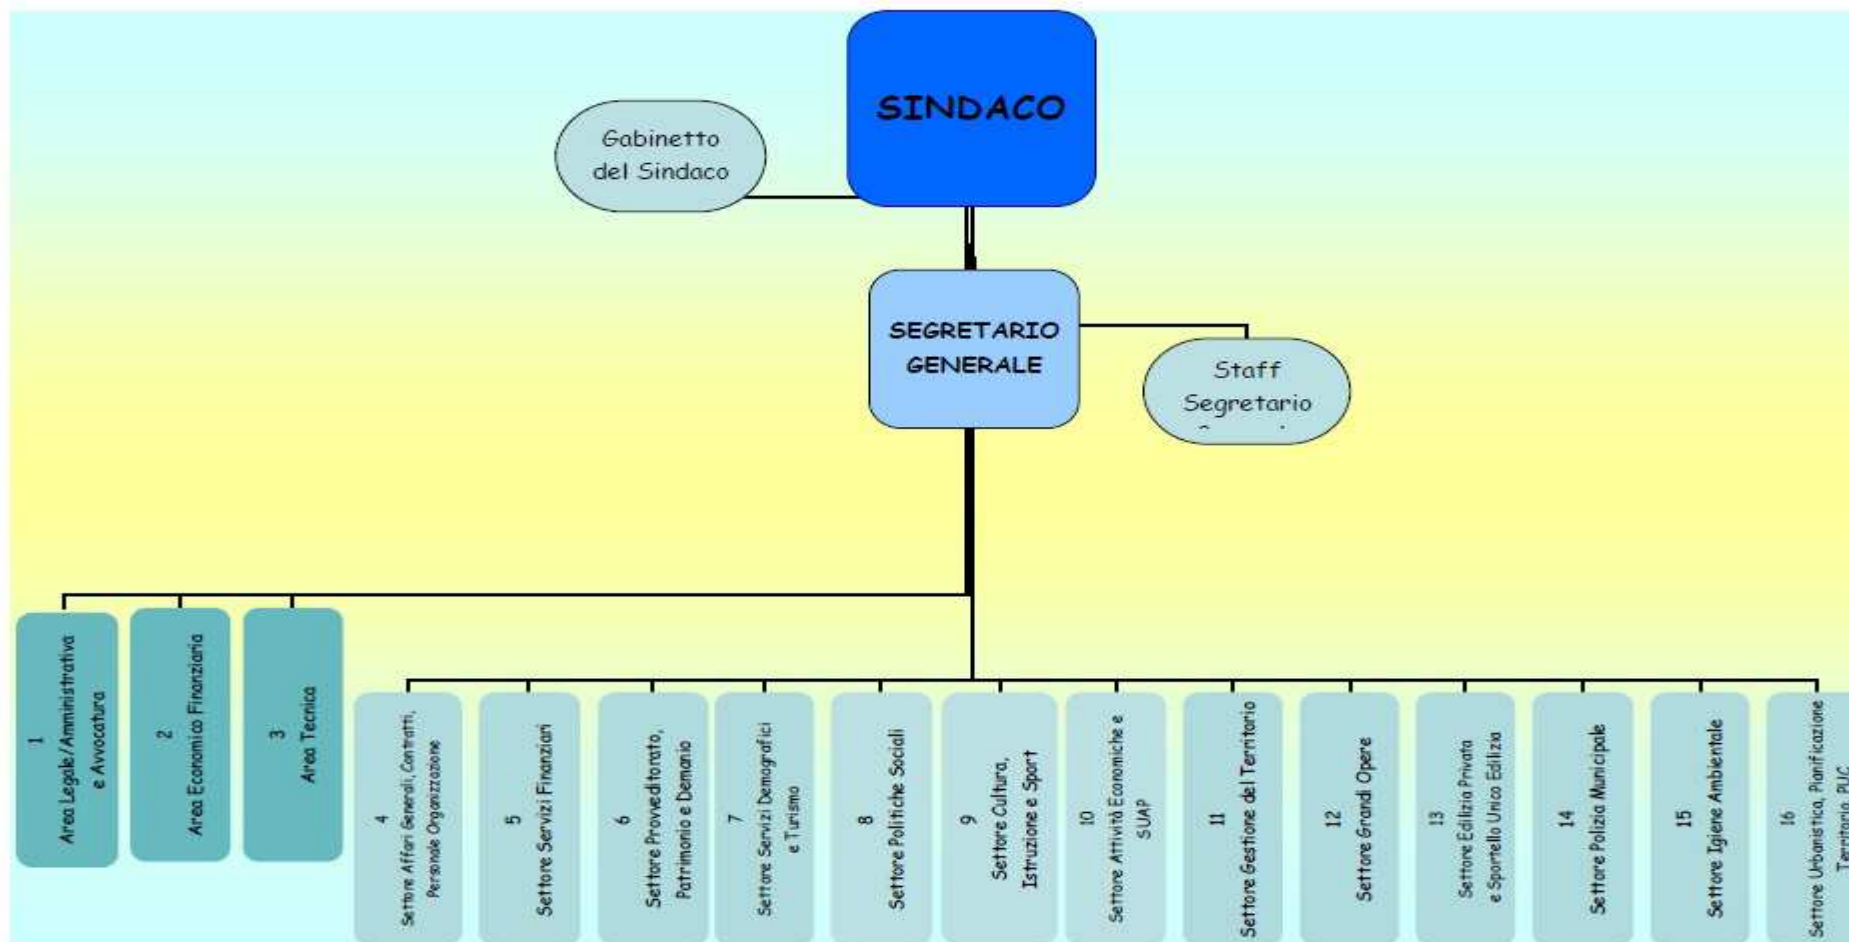 SINDACO
Gabinetto
del Sindaco
SEGRETARIO
GENERALE
Staff
Segretario
1
Area Legale/Amministrativa
e Avvocatura
2
Area Economico Finanziaria
3
Area Tecnica
4
Settore Affari Generali, Contratti,
Personale Organizzazione
5
Settore Servizi Finanziari
6
Settore Provveditorato,
Patrimonio e Demanio
7
Settore Servizi Demografici
e Turismo
8
Settore Politiche Sociali
9
Settore Cultura,
Istruzione e Sport
10
Settore Attività Economiche e
SUAP
11
Settore Gestione del Territorio
12
Settore Grandi Opere
13
Settore Edilizia Privata
e Sportello Unico Edilizia
14
Settore Polizia Municipale
15
Settore Igiene Ambientale
16
Settore Urbanistica, Pianificazione
Territorio, PUC